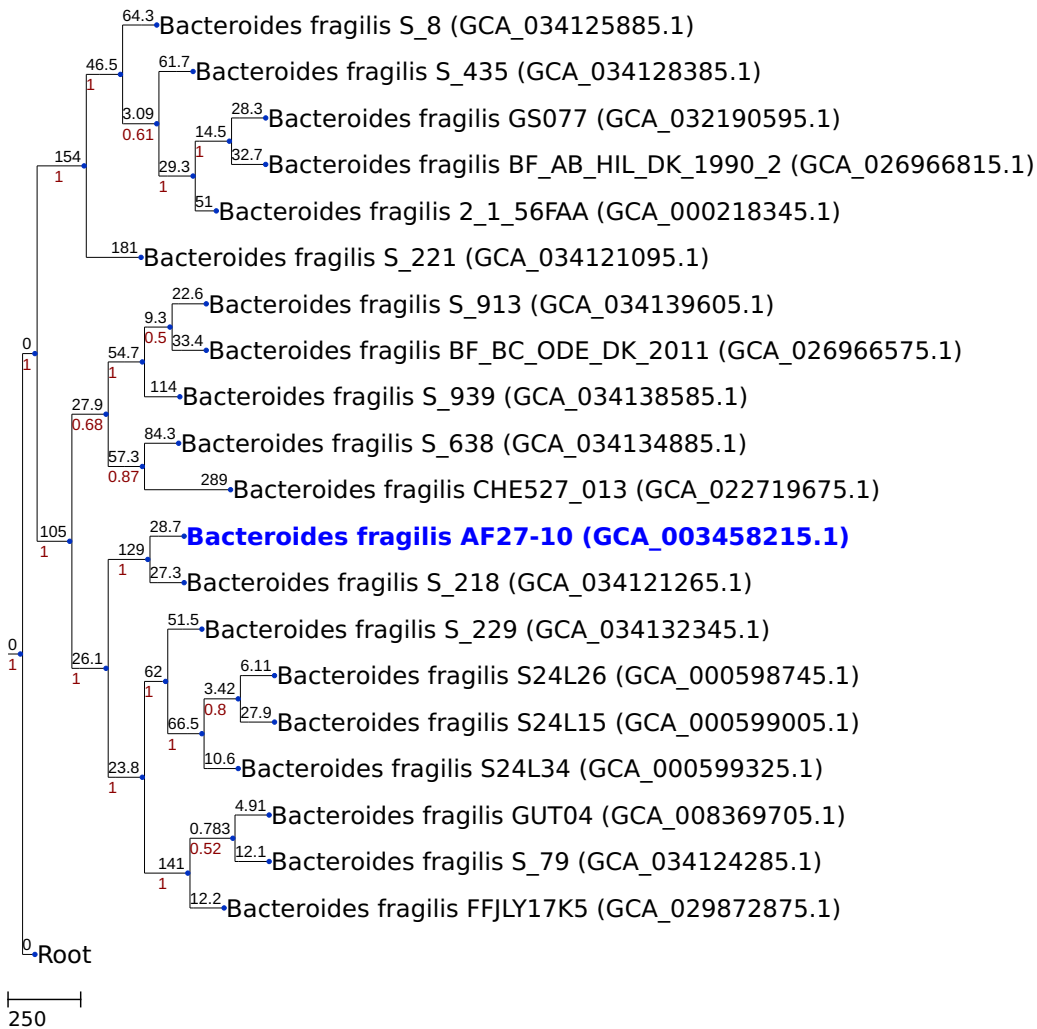 64.3
Bacteroides fragilis S_8 (GCA_034125885.1)
46.5
1
61.7
Bacteroides fragilis S_435 (GCA_034128385.1)
3.09
0.61
28.3
Bacteroides fragilis GS077 (GCA_032190595.1)
14.5
1
32.7
Bacteroides fragilis BF_AB_HIL_DK_1990_2 (GCA_026966815.1)
154
1
29.3
1
51
Bacteroides fragilis 2_1_56FAA (GCA_000218345.1)
181
Bacteroides fragilis S_221 (GCA_034121095.1)
22.6
Bacteroides fragilis S_913 (GCA_034139605.1)
9.3
0.5
33.4
Bacteroides fragilis BF_BC_ODE_DK_2011 (GCA_026966575.1)
0
1
54.7
1
114
Bacteroides fragilis S_939 (GCA_034138585.1)
27.9
0.68
84.3
Bacteroides fragilis S_638 (GCA_034134885.1)
57.3
0.87
289
Bacteroides fragilis CHE527_013 (GCA_022719675.1)
105
1
28.7
Bacteroides fragilis AF27-10 (GCA_003458215.1)
129
1
27.3
Bacteroides fragilis S_218 (GCA_034121265.1)
51.5
Bacteroides fragilis S_229 (GCA_034132345.1)
0
1
26.1
1
62
1
6.11
Bacteroides fragilis S24L26 (GCA_000598745.1)
3.42
0.8
27.9
Bacteroides fragilis S24L15 (GCA_000599005.1)
66.5
1
10.6
Bacteroides fragilis S24L34 (GCA_000599325.1)
23.8
1
4.91
Bacteroides fragilis GUT04 (GCA_008369705.1)
0.783
0.52
12.1
Bacteroides fragilis S_79 (GCA_034124285.1)
141
1
12.2
Bacteroides fragilis FFJLY17K5 (GCA_029872875.1)
0
Root
250